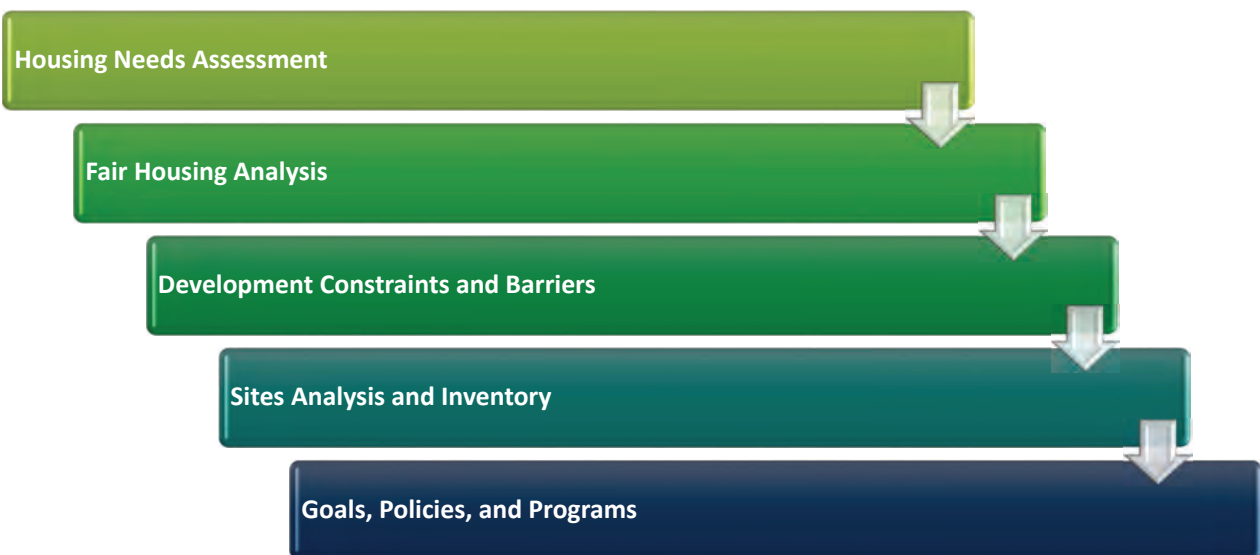 Housing Needs Assessment
Fair Housing Analysis
Development Constraints and Barriers
Sites Analysis and Inventory
Goals, Policies, and Programs